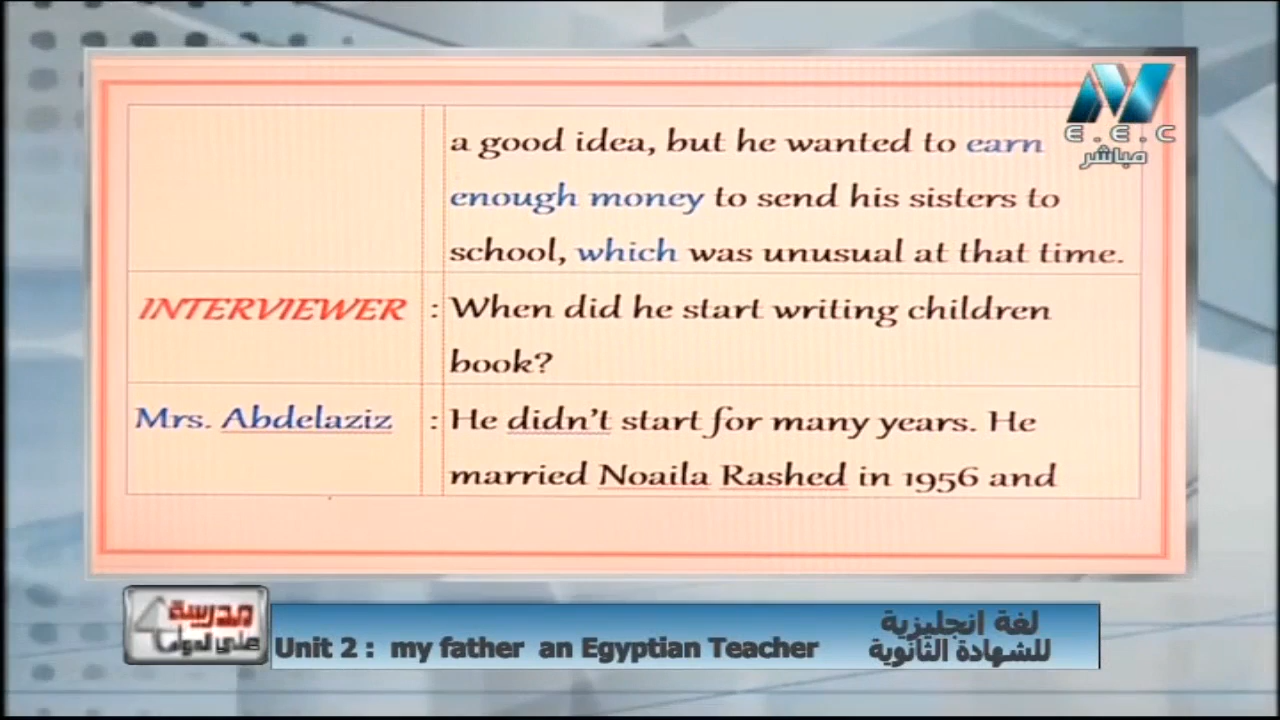 a good idea, but he wanted to earn
enough money to send his sisters to
school, which was unusual at that time.
INTERVIEWER : When did he start writing children
book?
Mrs. Abdelaziz : He didn't start for many years. He
married Noaila Rashed in 1956 and
E.E.C
مباشر
مدرسة
على الهواء
Unit 2 : my father an Egyptian Teacher
لغة انجليزية
للشهادة الثانوية